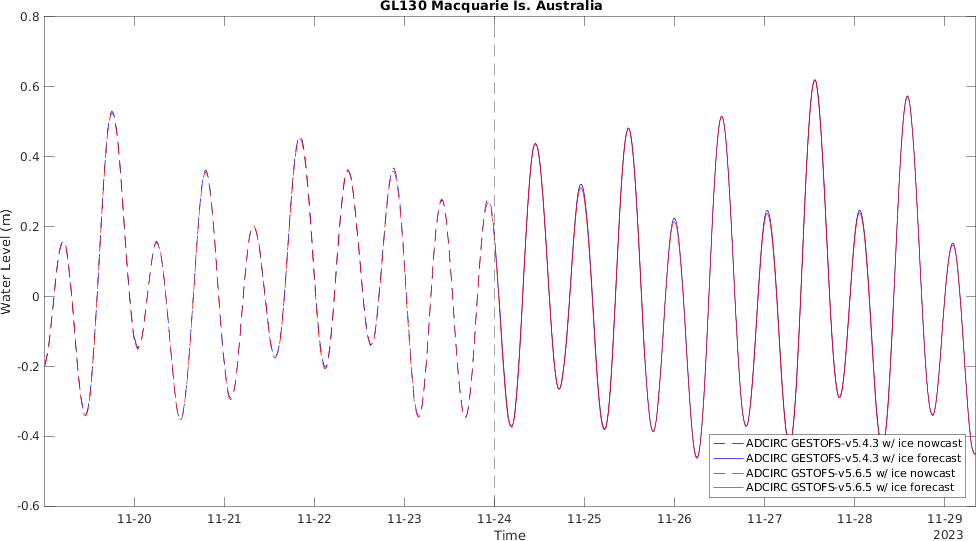 GL130 Macquarie Is. Australia
0.8
0.6
0.4
0.2
0
-0.2
-0.4
-0.6
Water Level (m)
ADCIRC GESTOFS-v5.4.3 w/ ice nowcast
ADCIRC GESTOFS-v5.4.3 w/ ice forecast
ADCIRC GSTOFS-v5.6.5 w/ ice nowcast
ADCIRC GSTOFS-v5.6.5 w/ ice forecast
11-20 11-21 11-22 11-23 11-24 11-25 11-26 11-27 11-28 11-29
Time 2023